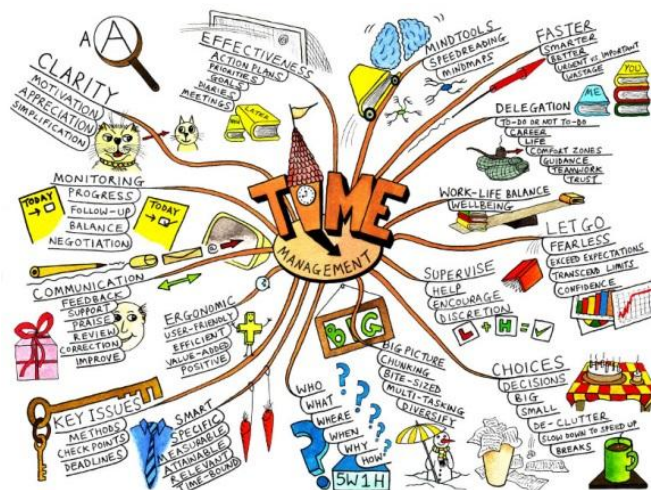 A
A
CLARITY
MOTIVATION
APPRECIATION
SIMPLIFICATION
EFFECTIVENESS
ACTION PLANS
PRIORITIES
GOALS
DIARIES
MEETINGS
LATER
MINDTOOLS
SPEEDREADING
MINDMAPS
FASTER
SMARTER
BETTER
URGENT VS IMPORTANT
WASTAGE
ME
YOU
DELEGATION
TO-DO OR NOT TO-DO
CAREER
LIFE
COMFORT ZONES
GUIDANCE
TEAMWORK
TRUST
MONITORING
PROGRESS
FOLLOW-UP
BALANCE
NEGOTIATION
TODAY
TODAY
TIME
MANAGEMENT
WORK-LIFE BALANCE
WELLBEING
LET GO
FEARLESS
EXCEED EXPECTATIONS
TRANSCEND LIMITS
CONFIDENCE
COMMUNICATION
FEEDBACK
SUPPORT
PRAISE
REVIEW
CORRECTION
IMPROVE
ERGONOMIC
USER-FRIENDLY
EFFICIENT
VALUE-ADDED
POSITIVE
SUPERVISE
HELP
ENCOURAGE
DISCRETION
L + H = ✓
BIG
BIG PICTURE
CHUNKING
BITE-SIZED
MULTI-TASKING
DIVERSIFY
CHOICES
DECISIONS
BIG
SMALL
DE-CLUTTER
SLOW DOWN TO SPEED UP
BREAKS
KEY ISSUES
METHODS
CHECK POINTS
DEADLINES
SMART
SPECIFIC
MEASURABLE
ATTAINABLE
RELEVANT
TIME-BOUND
WHO
WHAT
WHERE
WHEN
WHY
HOW
5W1H